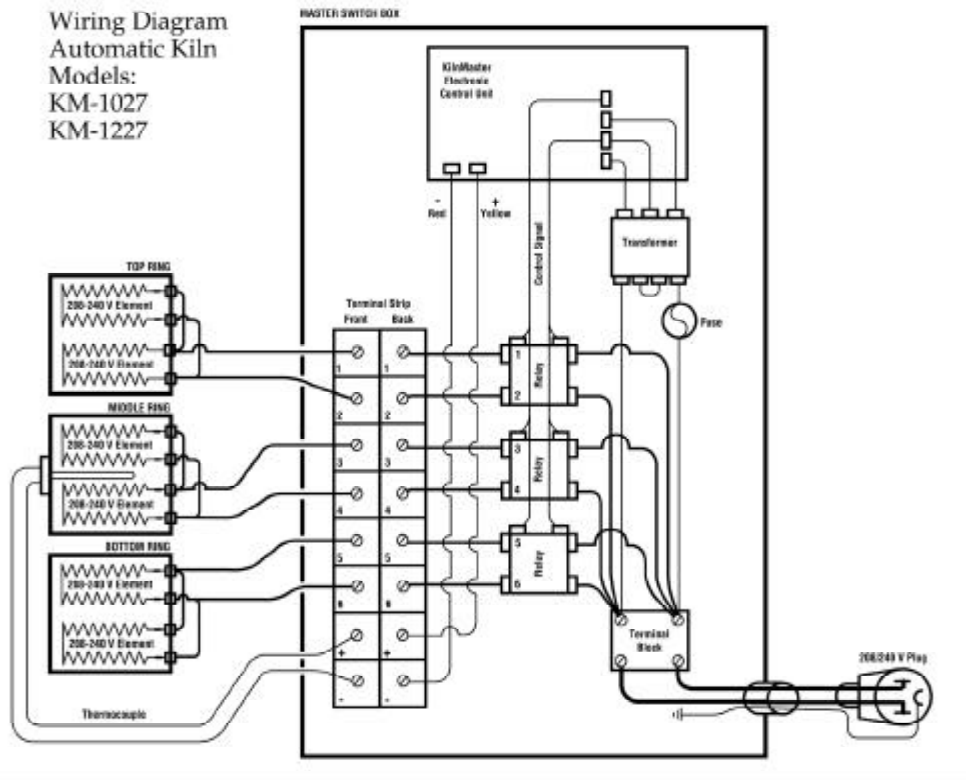 Wiring Diagram
Automatic Kiln
Models:
KM-1027
KM-1227
MASTER SWITCH BOX
KilnMaster
Electronic
Control Unit
-
Red
+
Yellow
Control Signal
Transformer
Fuse
TOP RING
208-240 V Element
208-240 V Element
MIDDLE RING
208-240 V Element
208-240 V Element
BOTTOM RING
208-240 V Element
208-240 V Element
Thermocouple
Terminal Strip
Front Back
1 1
2 2
3 3
4 4
5 5
6 6
+ +
- -
1
Relay
2
3
Relay
4
5
Relay
6
Terminal
Block
208/240 V Plug